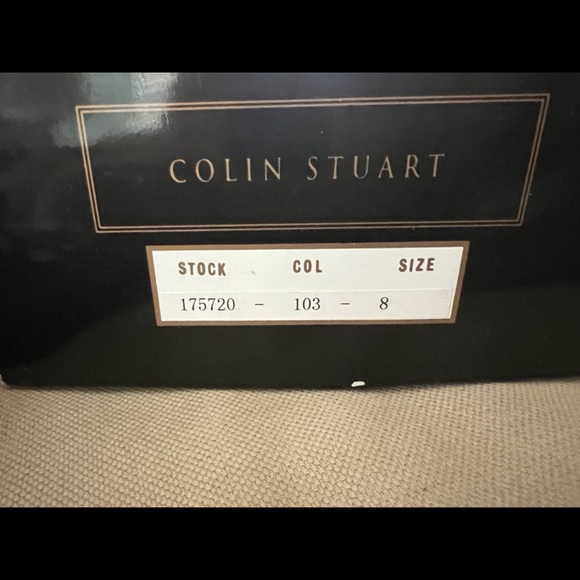 COLIN STUART
STOCK COL SIZE
175720 - 103 - 8